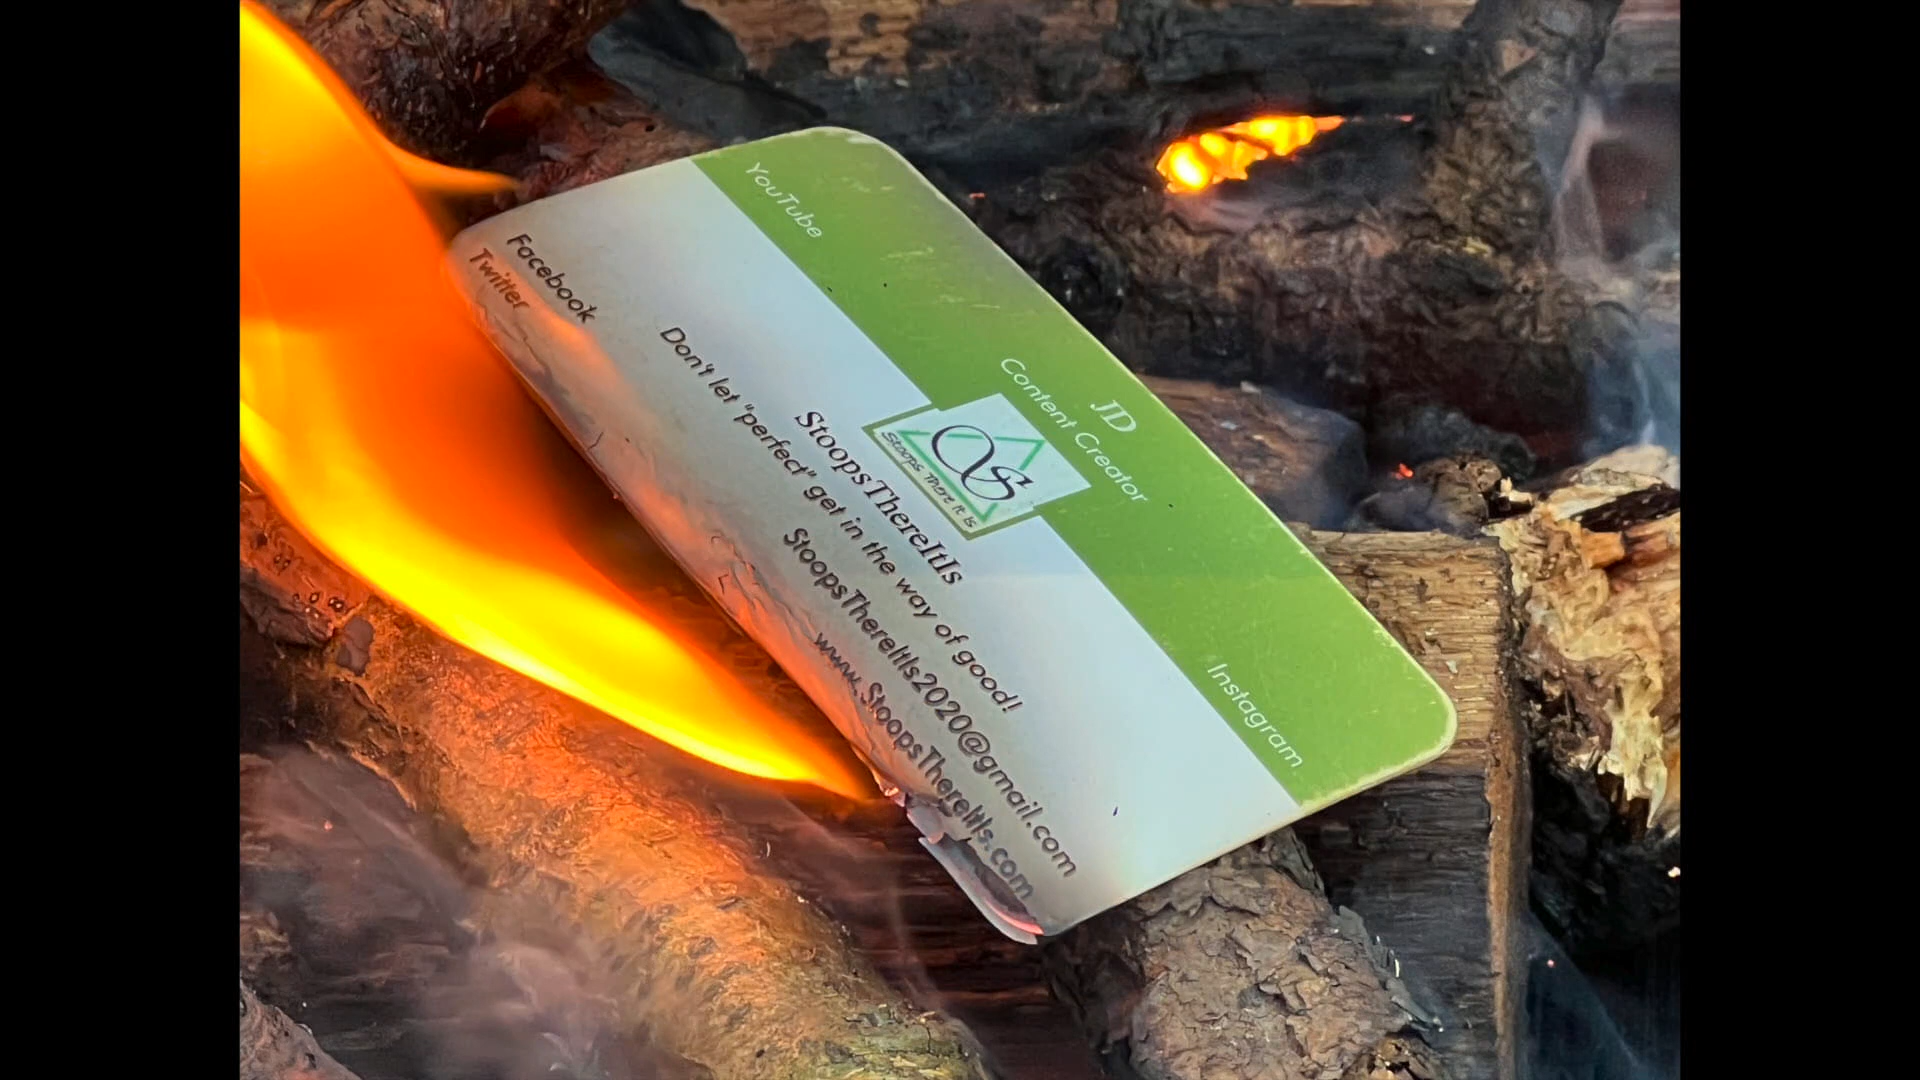 YouTube
JD
Content Creator
Instagram
Stoops There It Is
StoopsThereItIs
Don't let "perfect" get in the way of good!
StoopsThereItIs2020@gmail.com
www.StoopsThereItIs.com
Facebook
Twitter